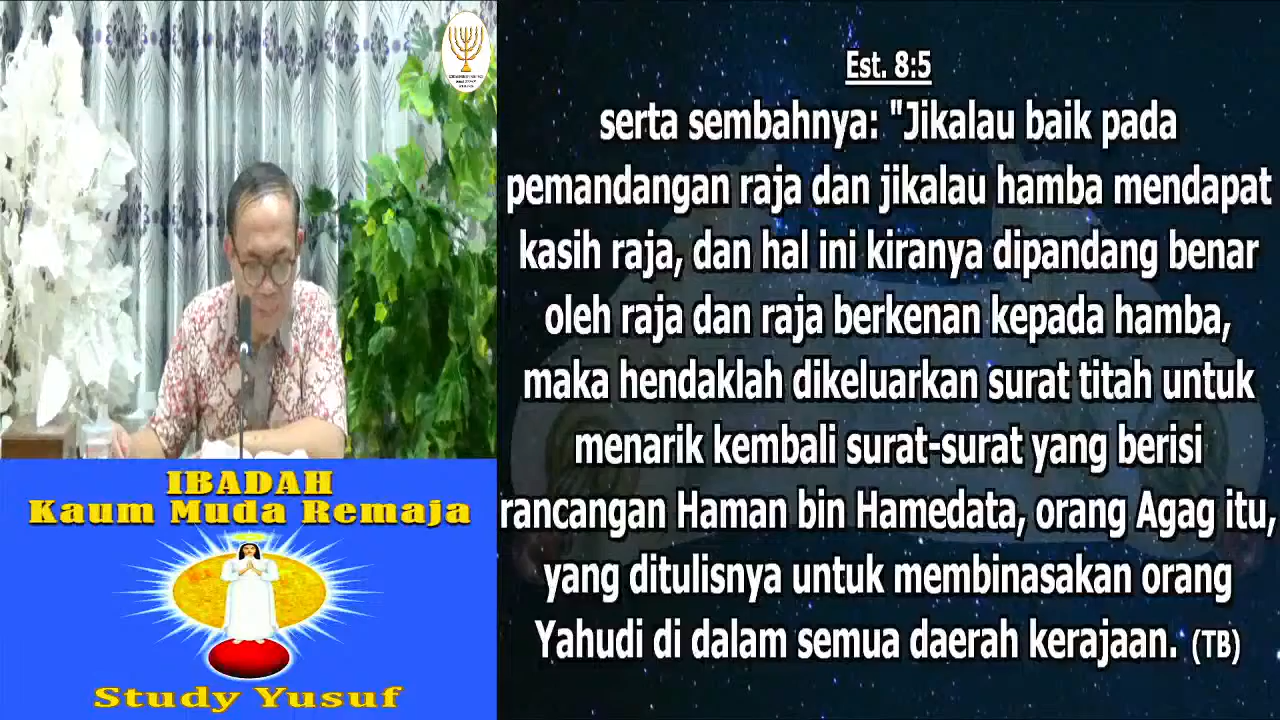 Est. 8:5
serta sembahnya: "Jikalau baik pada
pemandangan raja dan jikalau hamba mendapat
kasih raja, dan hal ini kiranya dipandang benar
oleh raja dan raja berkenan kepada hamba,
maka hendaklah dikeluarkan surat titah untuk
menarik kembali surat-surat yang berisi
rancangan Haman bin Hamedata, orang Agag itu,
yang ditulisnya untuk membinasakan orang
Yahudi di dalam semua daerah kerajaan. (TB)
IBADAH
Kaum Muda Remaja
Study Yusuf